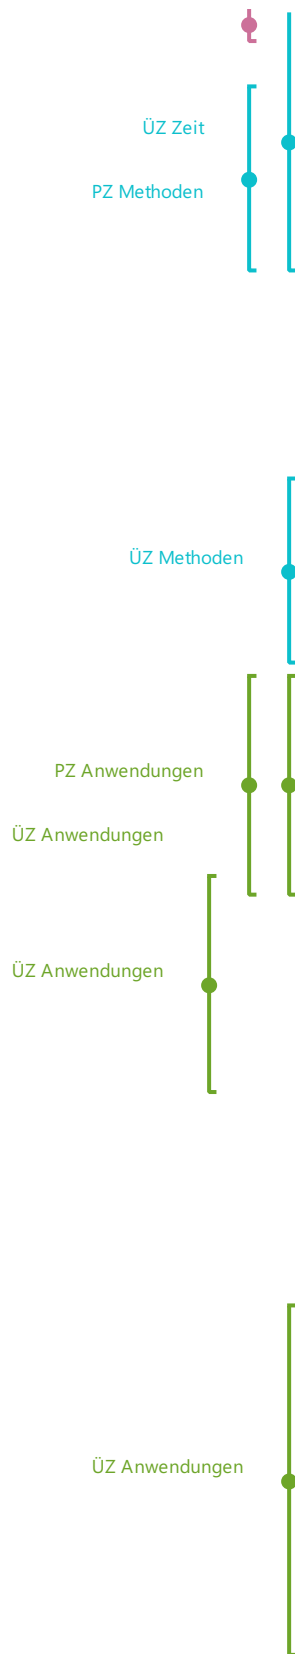 ÜZ Zeit
PZ Methoden
ÜZ Methoden
PZ Anwendungen
ÜZ Anwendungen
ÜZ Anwendungen
ÜZ Anwendungen